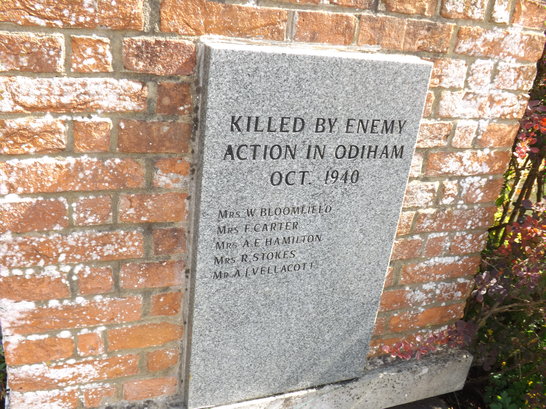 KILLED BY ENEMY
ACTION IN ODIHAM
OCT. 1940
MRS W. BLOOMFIELD
MRS F. CARTER
MRS A.E. HAMILTON
MRS R. STOKES
MR A.J. VELLACOTT